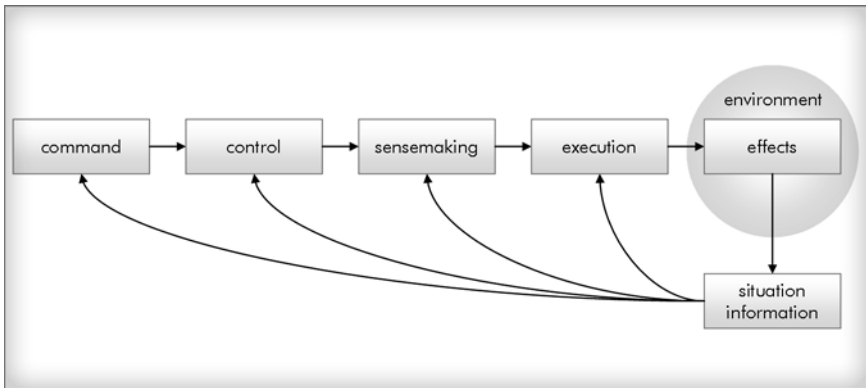 environment
command
control
sensemaking
execution
effects
situation
information